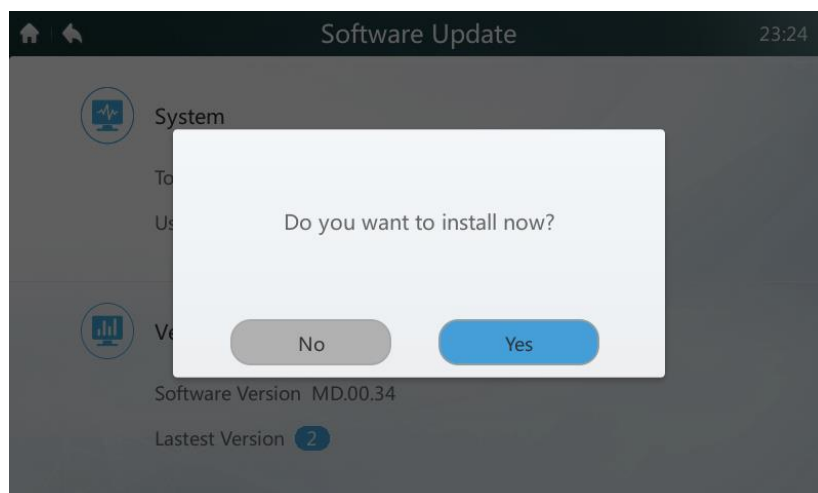 Software Update
23:24
System
To
Us
Do you want to install now?
No
Yes
Ve
Software Version MD.00.34
Lastest Version 2